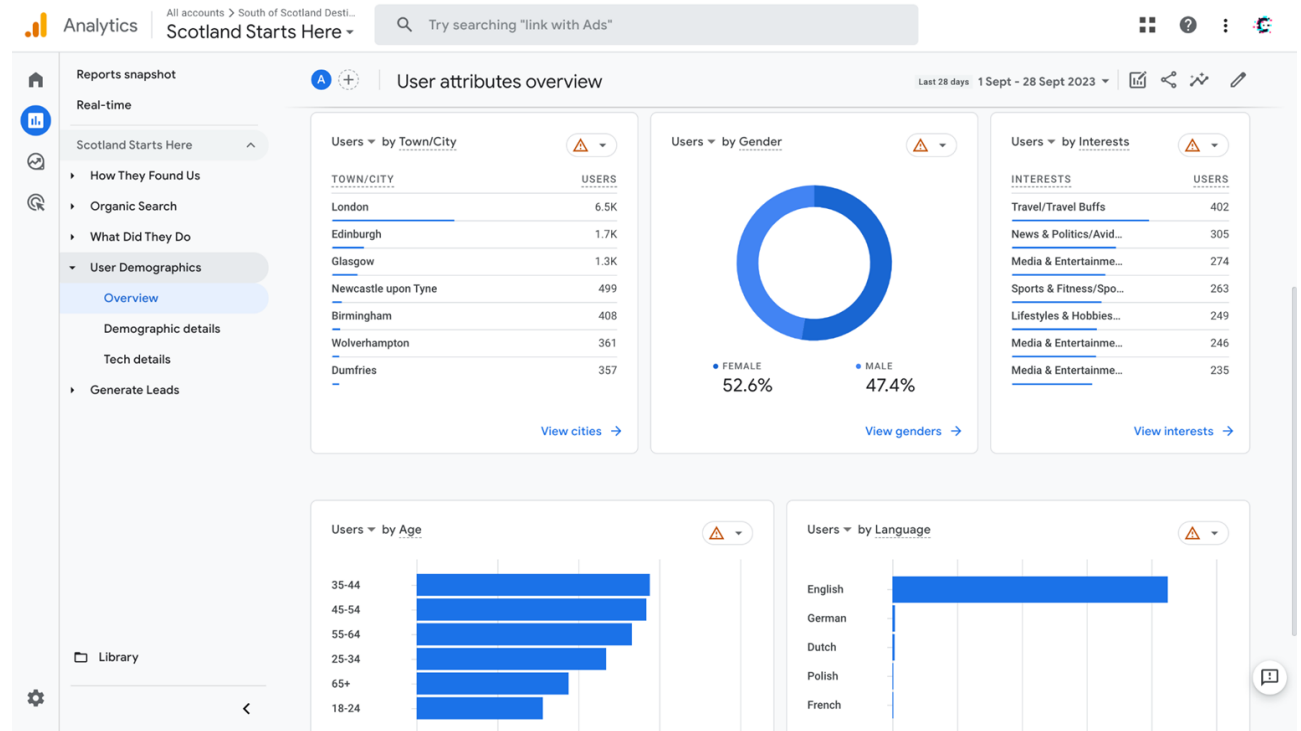 Analytics
All accounts > South of Scotland Desti...
Scotland Starts Here
Try searching "link with Ads"
Reports snapshot
Real-time
Scotland Starts Here
How They Found Us
Organic Search
What Did They Do
User Demographics
Overview
Demographic details
Tech details
Generate Leads
Library
A
User attributes overview
Last 28 days 1 Sept - 28 Sept 2023
Users by Town/City
TOWN/CITY USERS
London 6.5K
Edinburgh 1.7K
Glasgow 1.3K
Newcastle upon Tyne 499
Birmingham 408
Wolverhampton 361
Dumfries 357
View cities
Users by Gender
FEMALE MALE
52.6% 47.4%
View genders
Users by Interests
INTERESTS USERS
Travel/Travel Buffs 402
News & Politics/Avid... 305
Media & Entertainme... 274
Sports & Fitness/Spo... 263
Lifestyles & Hobbies... 249
Media & Entertainme... 246
Media & Entertainme... 235
View interests
Users by Age
35-44
45-54
55-64
25-34
65+
18-24
Users by Language
English
German
Dutch
Polish
French